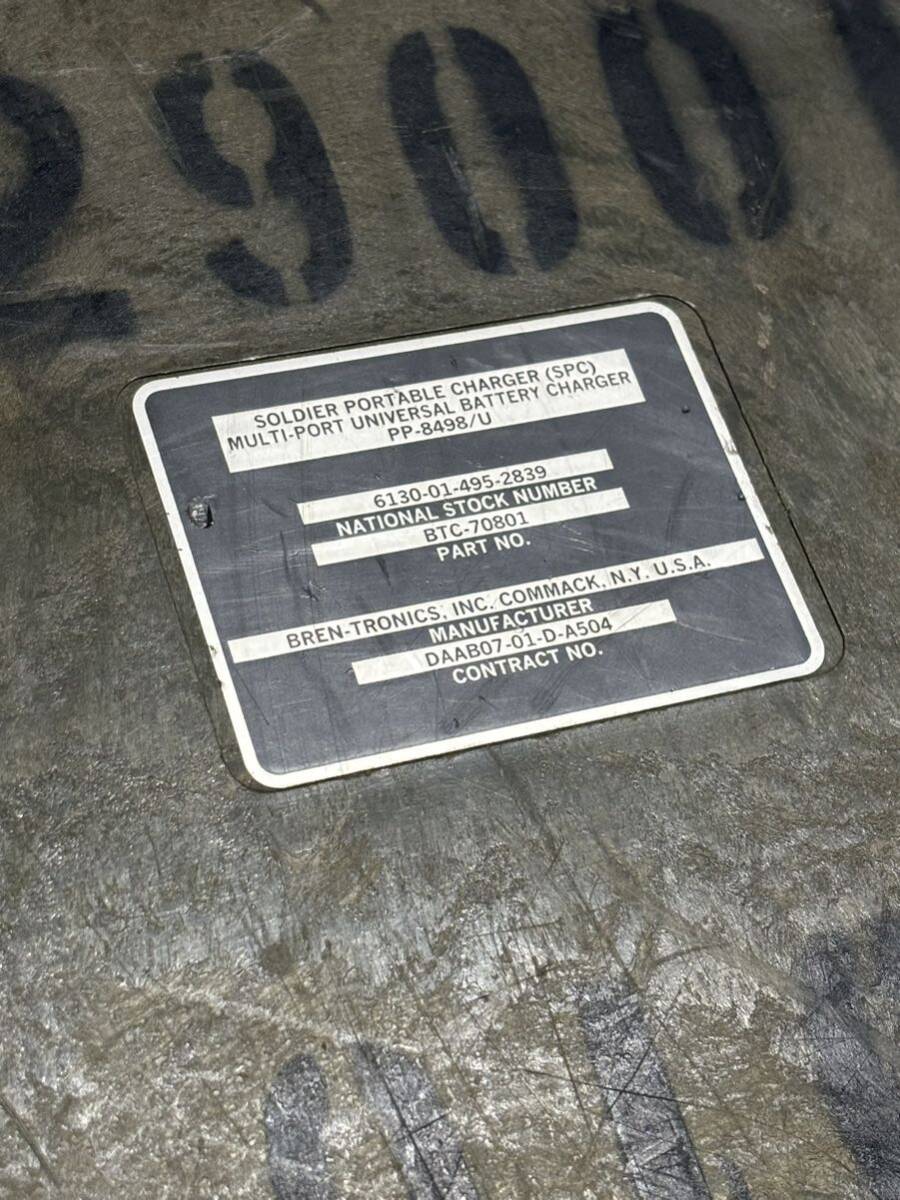 2900
SOLDIER PORTABLE CHARGER (SPC)
MULTI-PORT UNIVERSAL BATTERY CHARGER
PP-8498/U
6130-01-495-2839
NATIONAL STOCK NUMBER
BTC-70801
PART NO.
BREN-TRONICS, INC. COMMACK, N.Y. U.S.A.
MANUFACTURER
DAAB07-01-D-A504
CONTRACT NO.